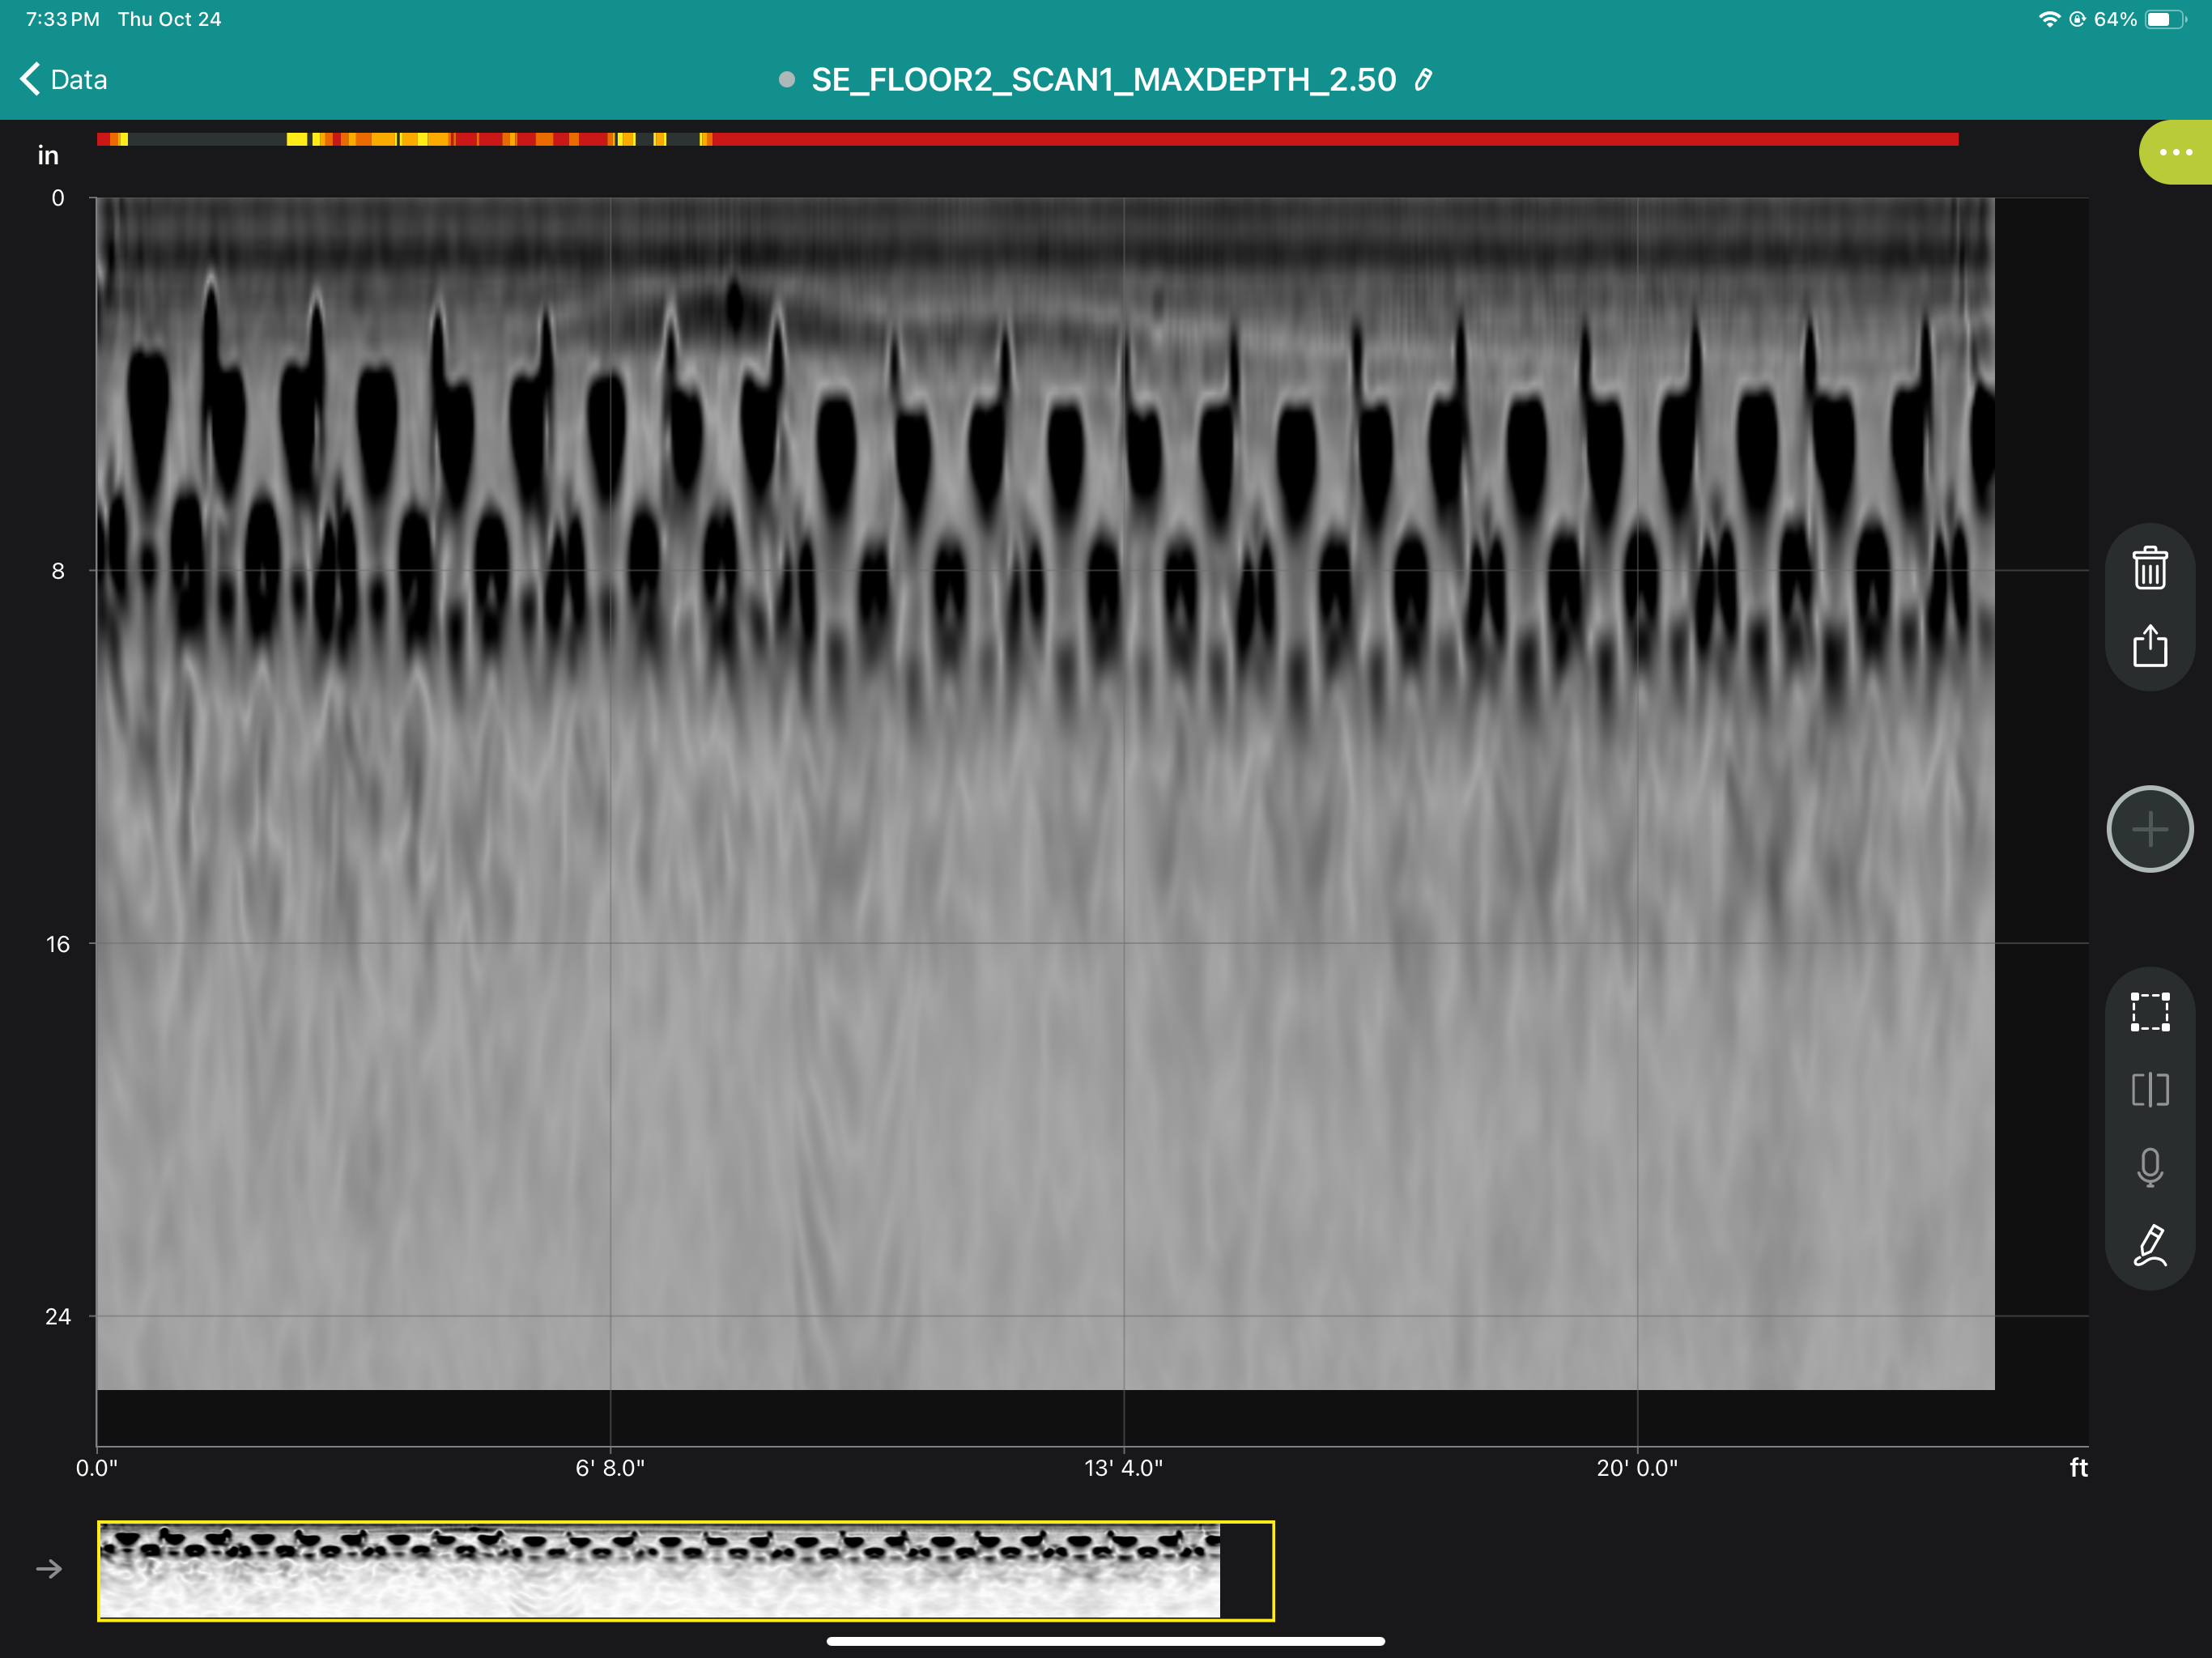 7:33 PM Thu Oct 24
64%
Data
SE_FLOOR2_SCAN1_MAXDEPTH_2.50
in
0
8
16
24
0.0" 6' 8.0" 13' 4.0" 20' 0.0" ft